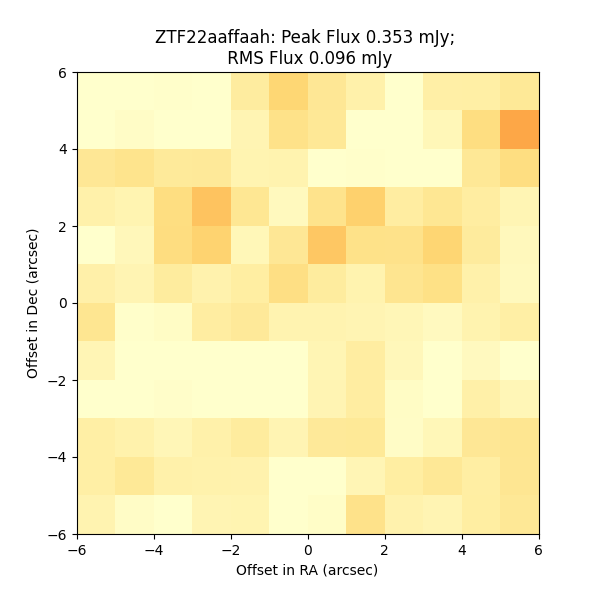 ZTF22aaffaah: Peak Flux 0.353 mJy;
RMS Flux 0.096 mJy
6
4
2
0
−2
−4
−6
Offset in Dec (arcsec)
−6 −4 −2 0 2 4 6
Offset in RA (arcsec)